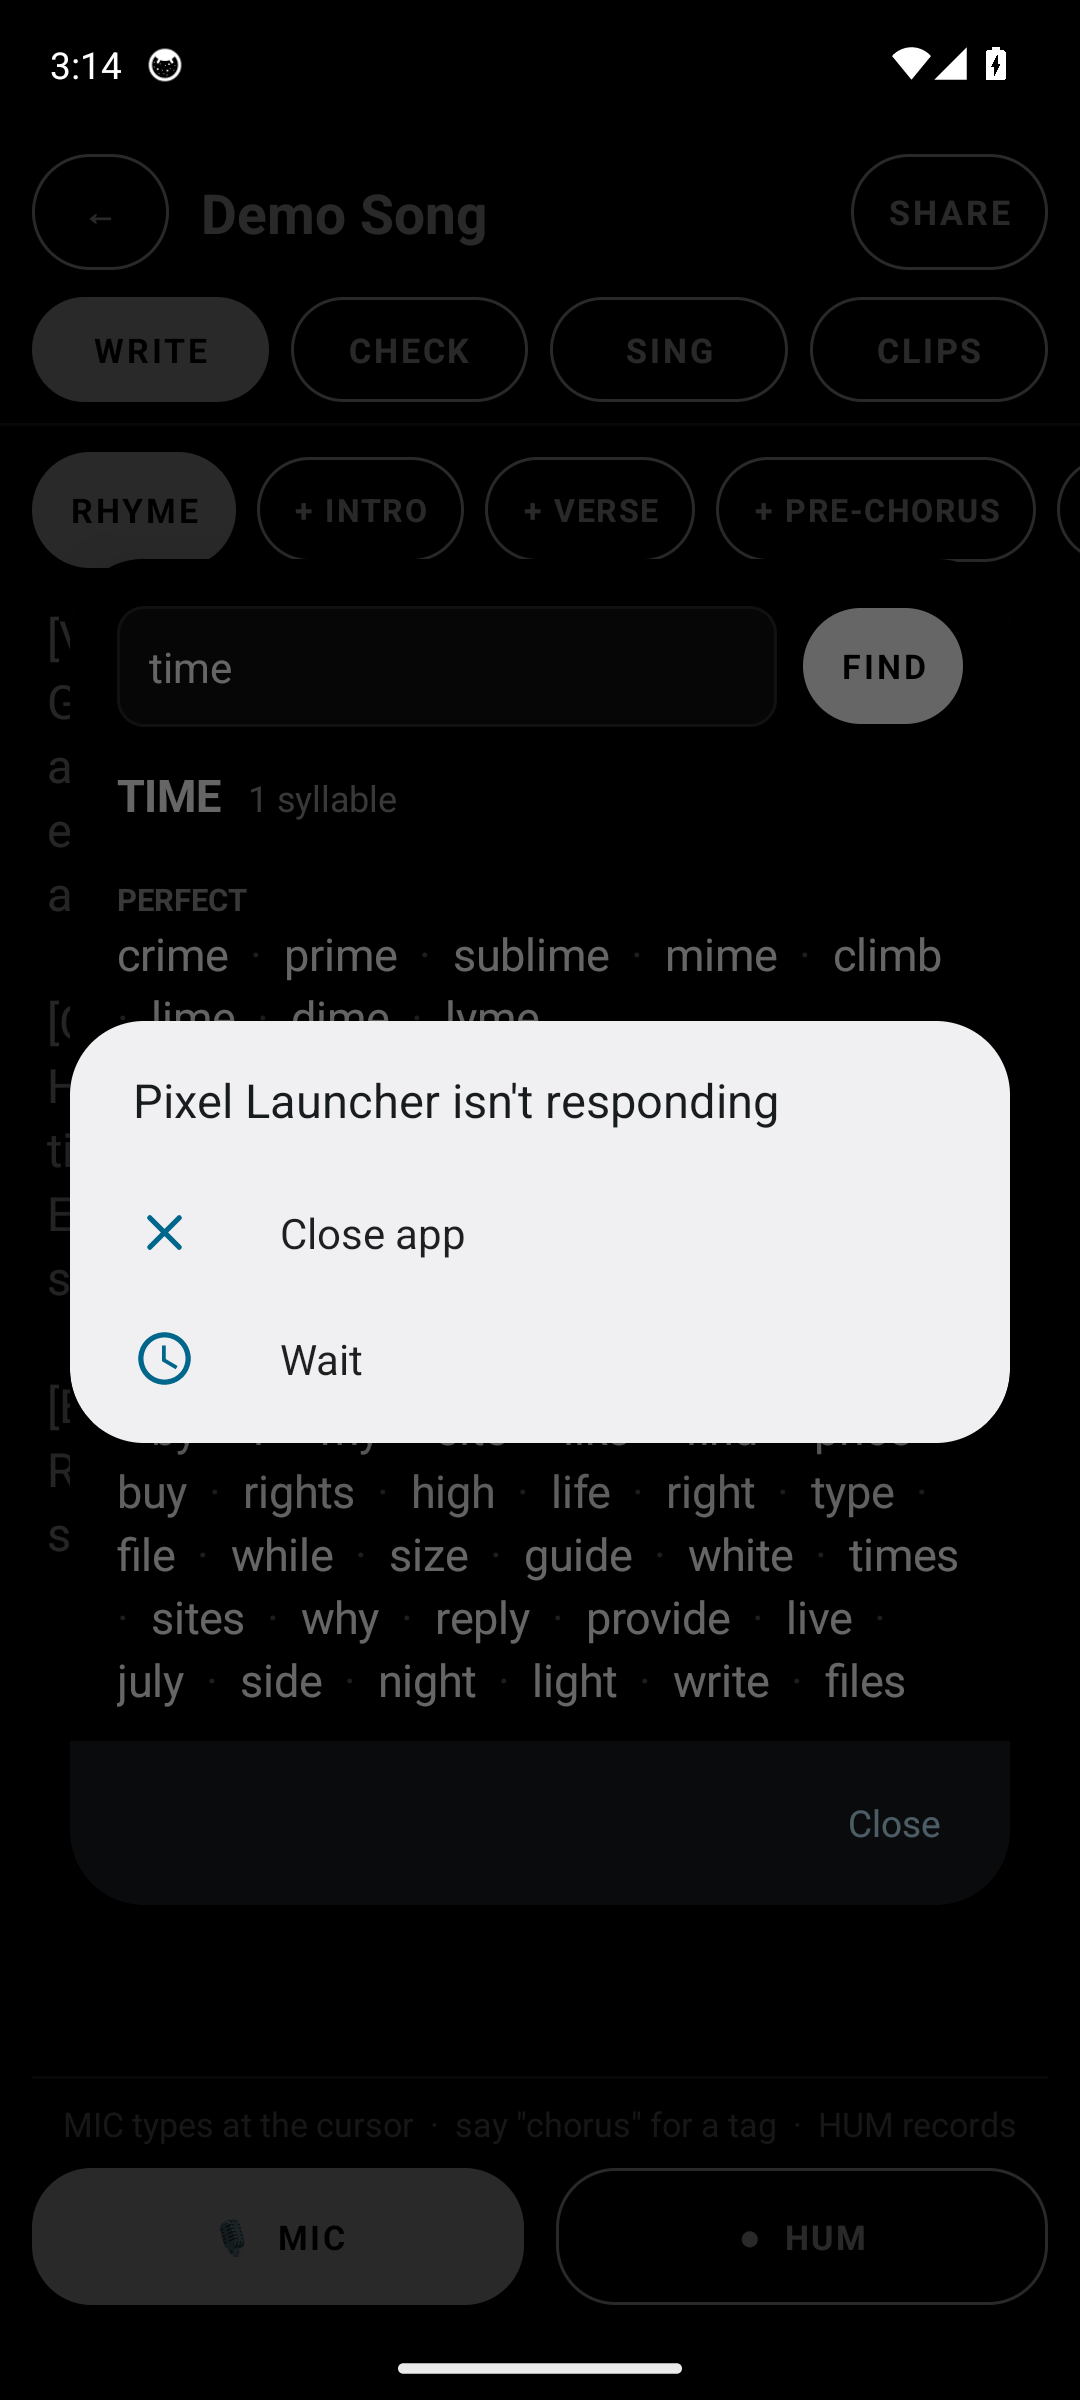 3:14
← Demo Song SHARE
WRITE CHECK SING CLIPS
RHYME + INTRO + VERSE + PRE-CHORUS
time FIND
TIME 1 syllable
PERFECT
crime · prime · sublime · mime · climb
· lime · dime · lyme
Pixel Launcher isn't responding
Close app
Wait
buy · rights · high · life · right · type ·
file · while · size · guide · white · times
· sites · why · reply · provide · live ·
july · side · night · light · write · files
Close
MIC types at the cursor · say "chorus" for a tag · HUM records
MIC ● HUM